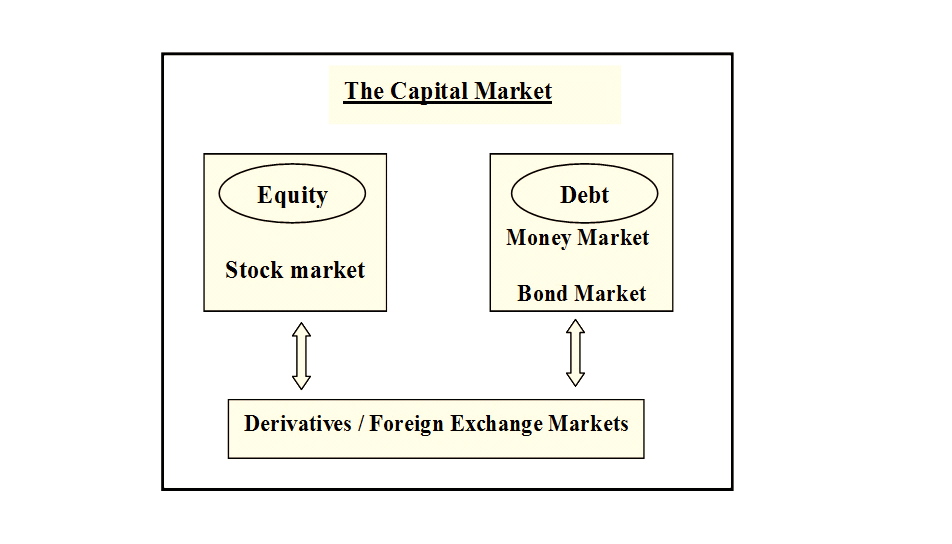 The Capital Market
Equity
Stock market
Debt
Money Market
Bond Market
Derivatives / Foreign Exchange Markets